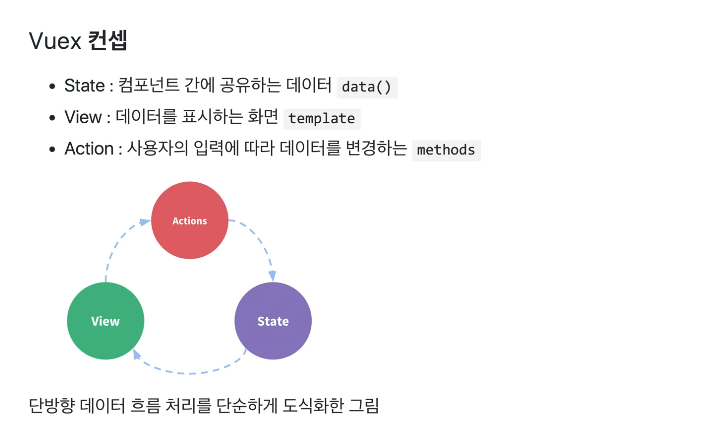 Vuex 컨셉
• State : 컴포넌트 간에 공유하는 데이터 data()
• View : 데이터를 표시하는 화면 template
• Action : 사용자의 입력에 따라 데이터를 변경하는 methods
Actions
View
State
단방향 데이터 흐름 처리를 단순하게 도식화한 그림